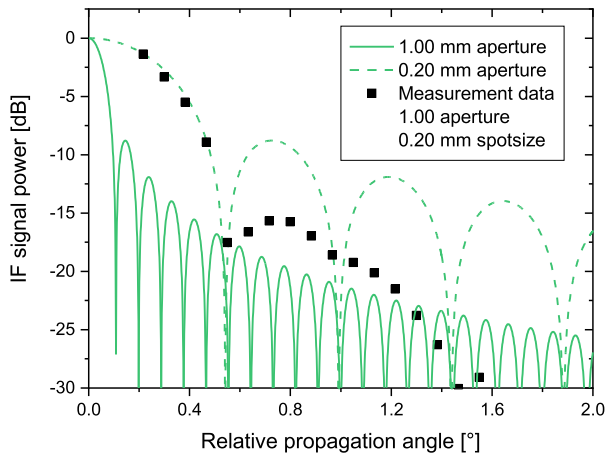 1.00 mm aperture
0.20 mm aperture
Measurement data
1.00 aperture
0.20 mm spotsize
IF signal power [dB]
0
-5
-10
-15
-20
-25
-30
0.0 0.4 0.8 1.2 1.6 2.0
Relative propagation angle [°]